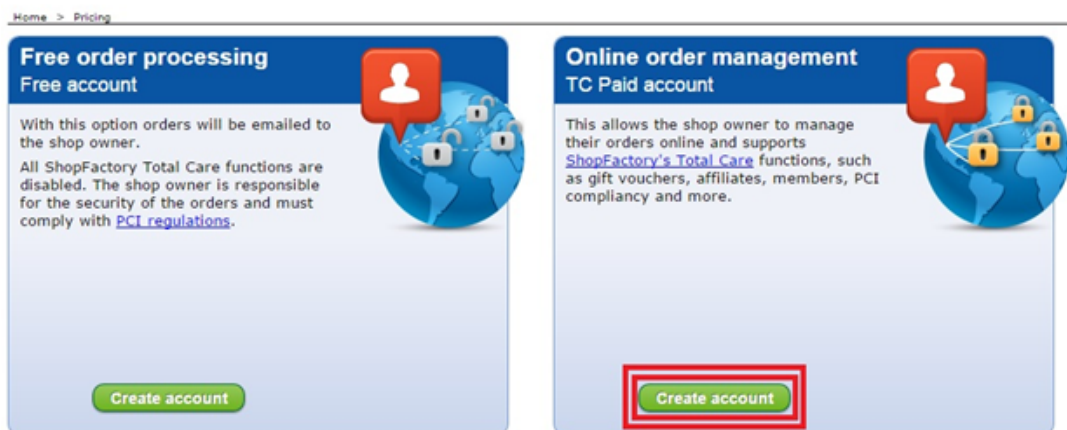 Home > Pricing
Free order processing
Free account
With this option orders will be emailed to
the shop owner.
All ShopFactory Total Care functions are
disabled. The shop owner is responsible
for the security of the orders and must
comply with PCI regulations.
Create account
Online order management
TC Paid account
This allows the shop owner to manage
their orders online and supports
ShopFactory's Total Care functions, such
as gift vouchers, affiliates, members, PCI
compliancy and more.
Create account